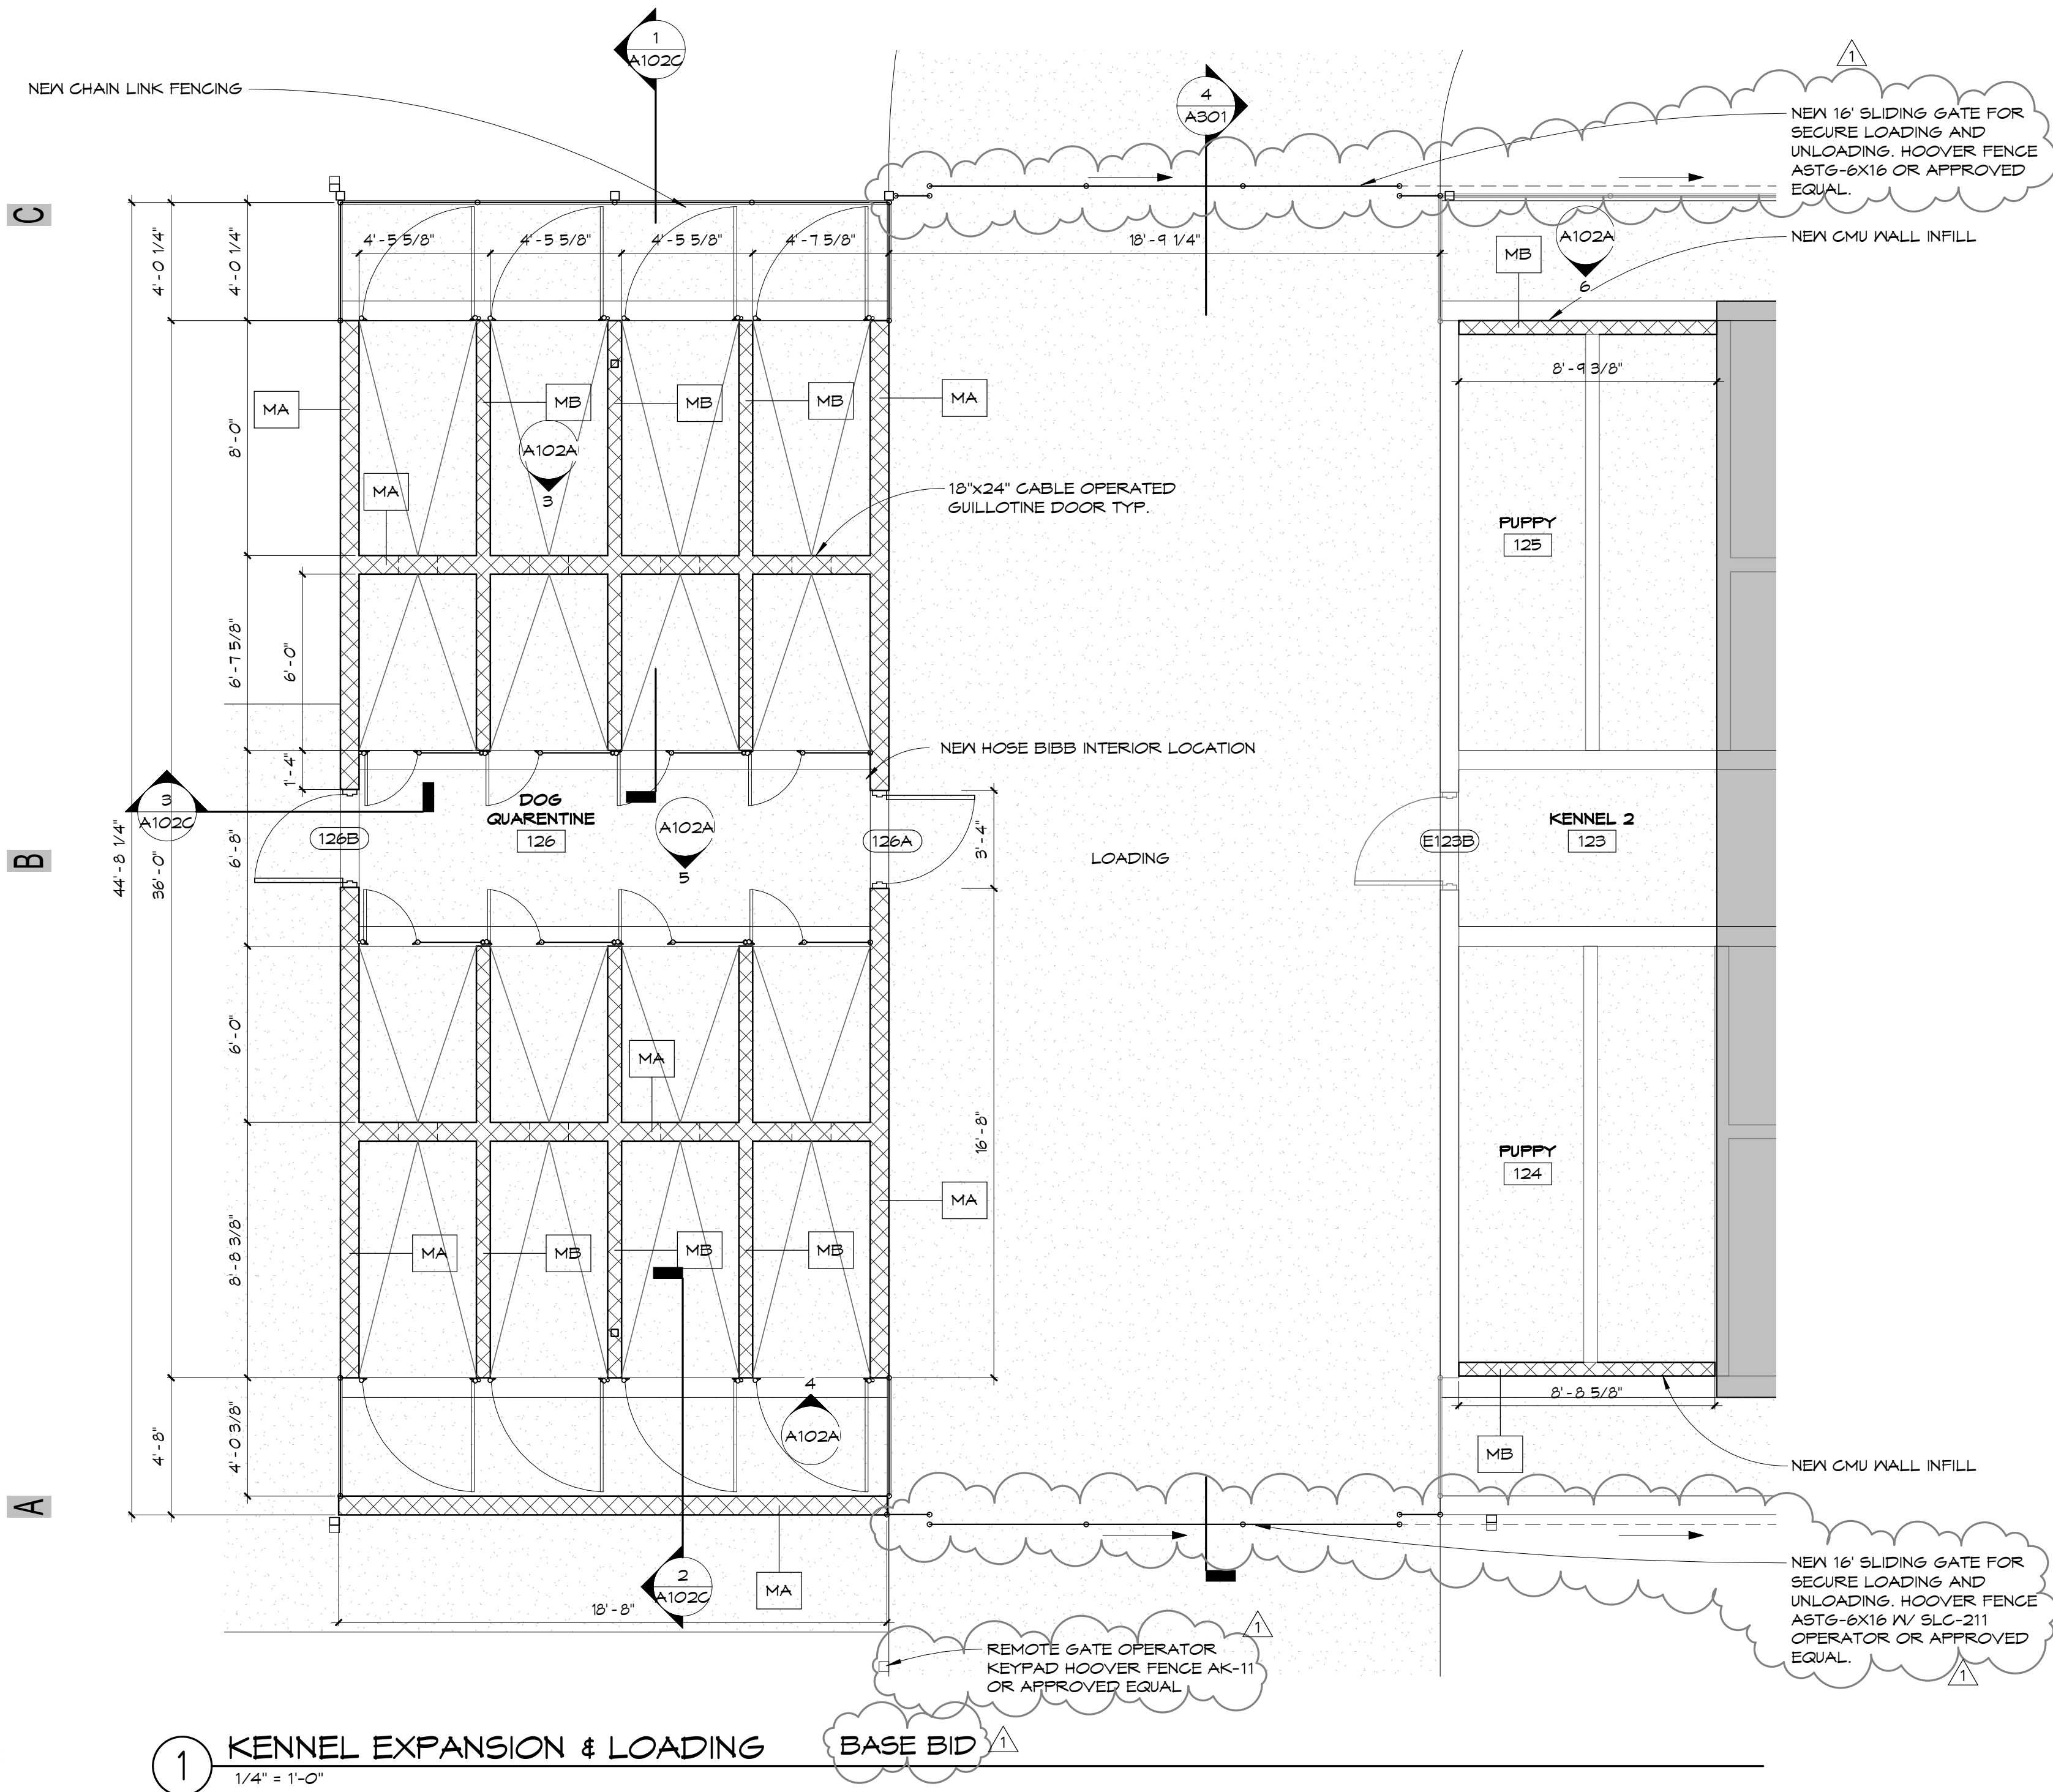 1
A102C
1
NEW CHAIN LINK FENCING
4
A301
NEW 16' SLIDING GATE FOR
SECURE LOADING AND
UNLOADING. HOOVER FENCE
ASTG-6X16 OR APPROVED
EQUAL.
C
4'-0 1/4"
4'-0 1/4"
4'-5 5/8"
4'-5 5/8"
4'-5 5/8"
4'-7 5/8"
18'-9 1/4"
A102A
6
MB
NEW CMU WALL INFILL
8'-9 3/8"
MA
MB
MB
MB
MA
8'-0"
A102A
3
MA
18"x24" CABLE OPERATED
GUILLOTINE DOOR TYP.
PUPPY
125
6'-7 5/8"
6'-0"
1'-4"
NEW HOSE BIBB INTERIOR LOCATION
3
A102C
DOG
QUARENTINE
126
A102A
5
126B
126A
3'-4"
E123B
KENNEL 2
123
LOADING
B
44'-8 1/4"
36'-0"
6'-8"
6'-0"
MA
16'-8"
PUPPY
124
MA
8'-8 3/8"
MA
MB
MB
MB
4
A102A
8'-8 5/8"
MB
4'-8"
4'-0 3/8"
NEW CMU WALL INFILL
A
2
A102C
MA
18'-8"
NEW 16' SLIDING GATE FOR
SECURE LOADING AND
UNLOADING. HOOVER FENCE
ASTG-6X16 W/ SLC-211
OPERATOR OR APPROVED
EQUAL.
1
1
REMOTE GATE OPERATOR
KEYPAD HOOVER FENCE AK-11
OR APPROVED EQUAL
1 KENNEL EXPANSION & LOADING
BASE BID
1
1/4" = 1'-0"